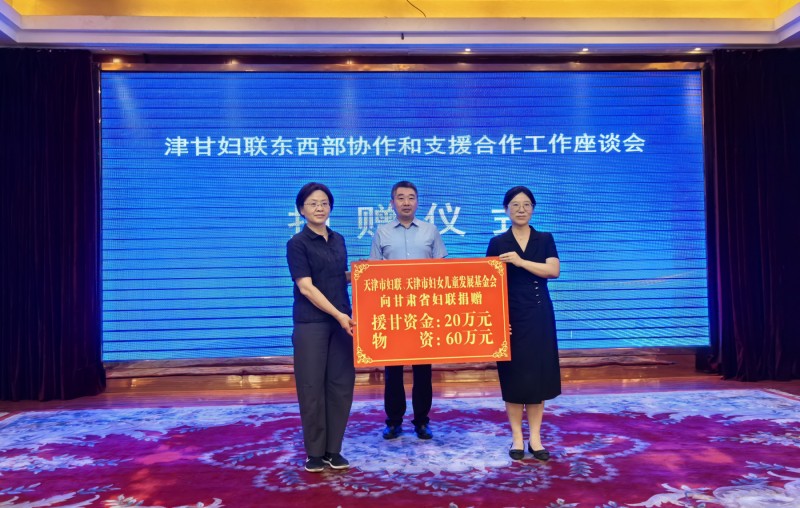 津甘妇联东西部协作和支援合作工作座谈会
赠仪
天津市妇联、天津市妇女儿童发展基金会
向甘肃省妇联捐赠
援甘资金：20万元
物 资：60万元